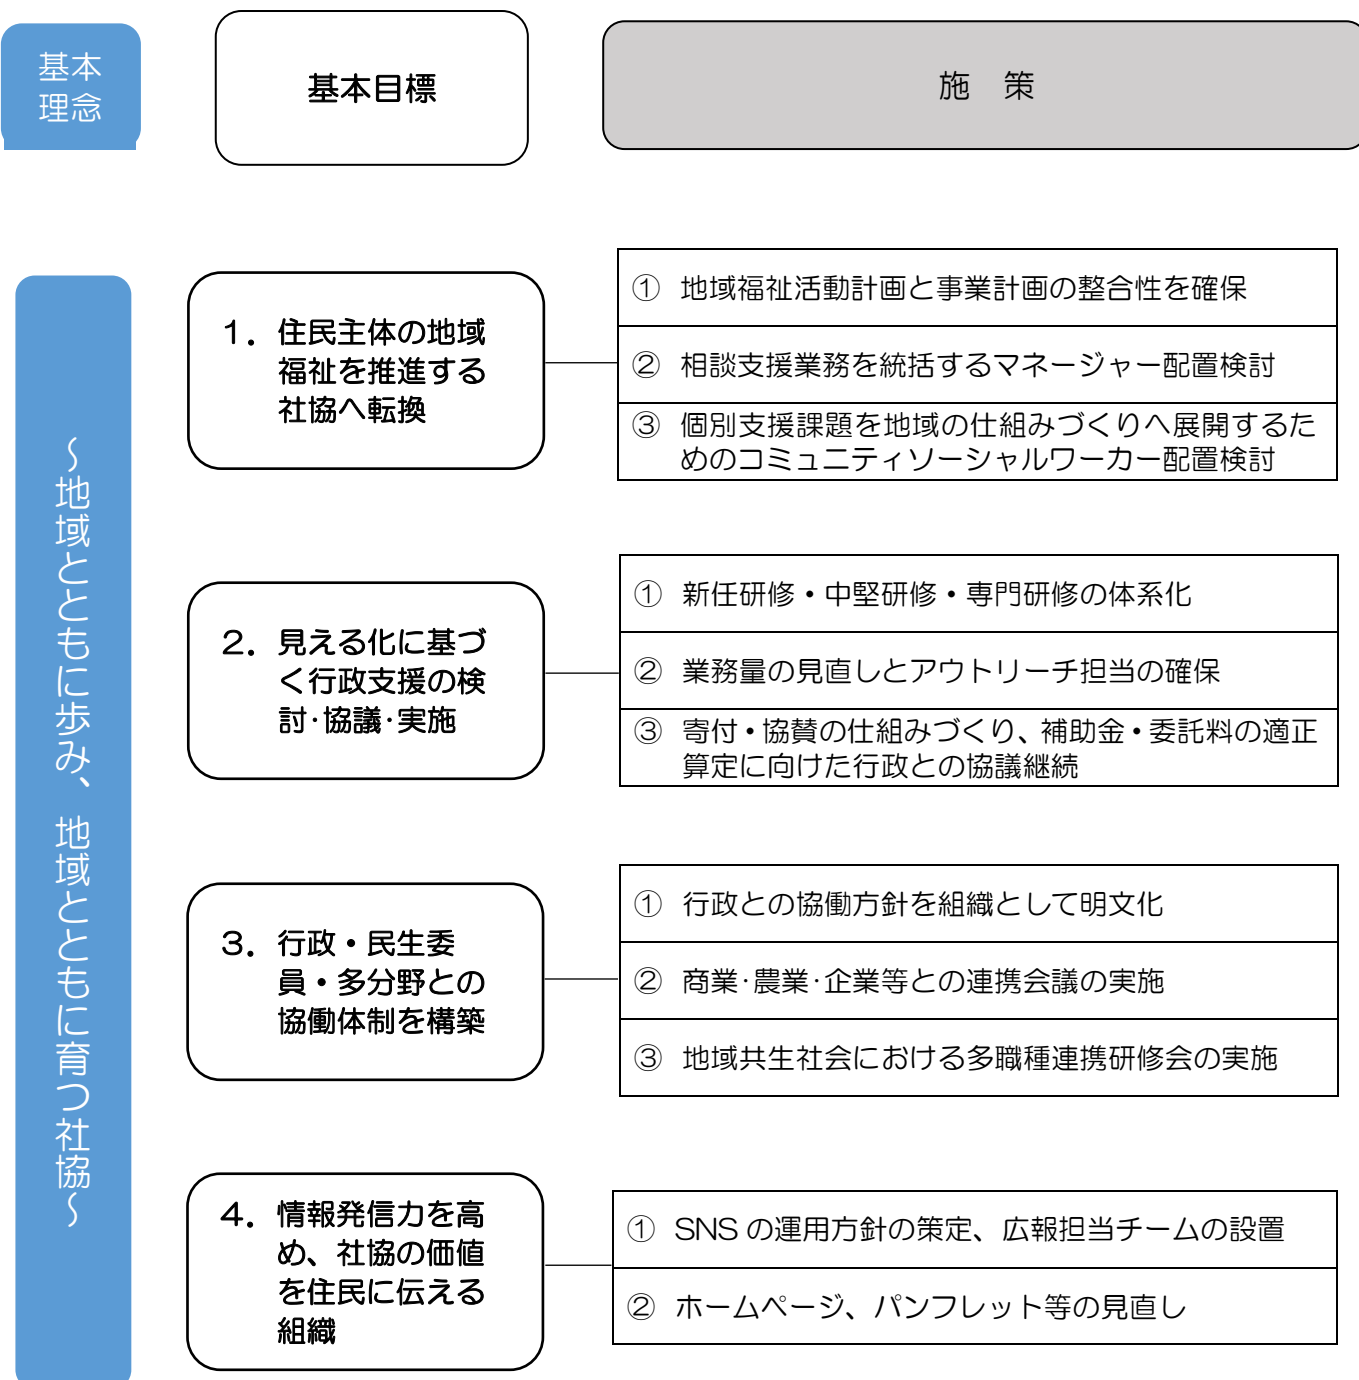 基本
理念
基本目標
施　策
～地域とともに歩み、地域とともに育つ社協～
１．住民主体の地域
福祉を推進する
社協へ転換
① 地域福祉活動計画と事業計画の整合性を確保
② 相談支援業務を統括するマネージャー配置検討
③ 個別支援課題を地域の仕組みづくりへ展開するた
めのコミュニティソーシャルワーカー配置検討
２．見える化に基づ
く行政支援の検
討･協議･実施
① 新任研修・中堅研修・専門研修の体系化
② 業務量の見直しとアウトリーチ担当の確保
③ 寄付・協賛の仕組みづくり、補助金・委託料の適正
算定に向けた行政との協議継続
３．行政・民生委
員・多分野との
協働体制を構築
① 行政との協働方針を組織として明文化
② 商業･農業･企業等との連携会議の実施
③ 地域共生社会における多職種連携研修会の実施
４．情報発信力を高
め、社協の価値
を住民に伝える
組織
① SNS の運用方針の策定、広報担当チームの設置
② ホームページ、パンフレット等の見直し